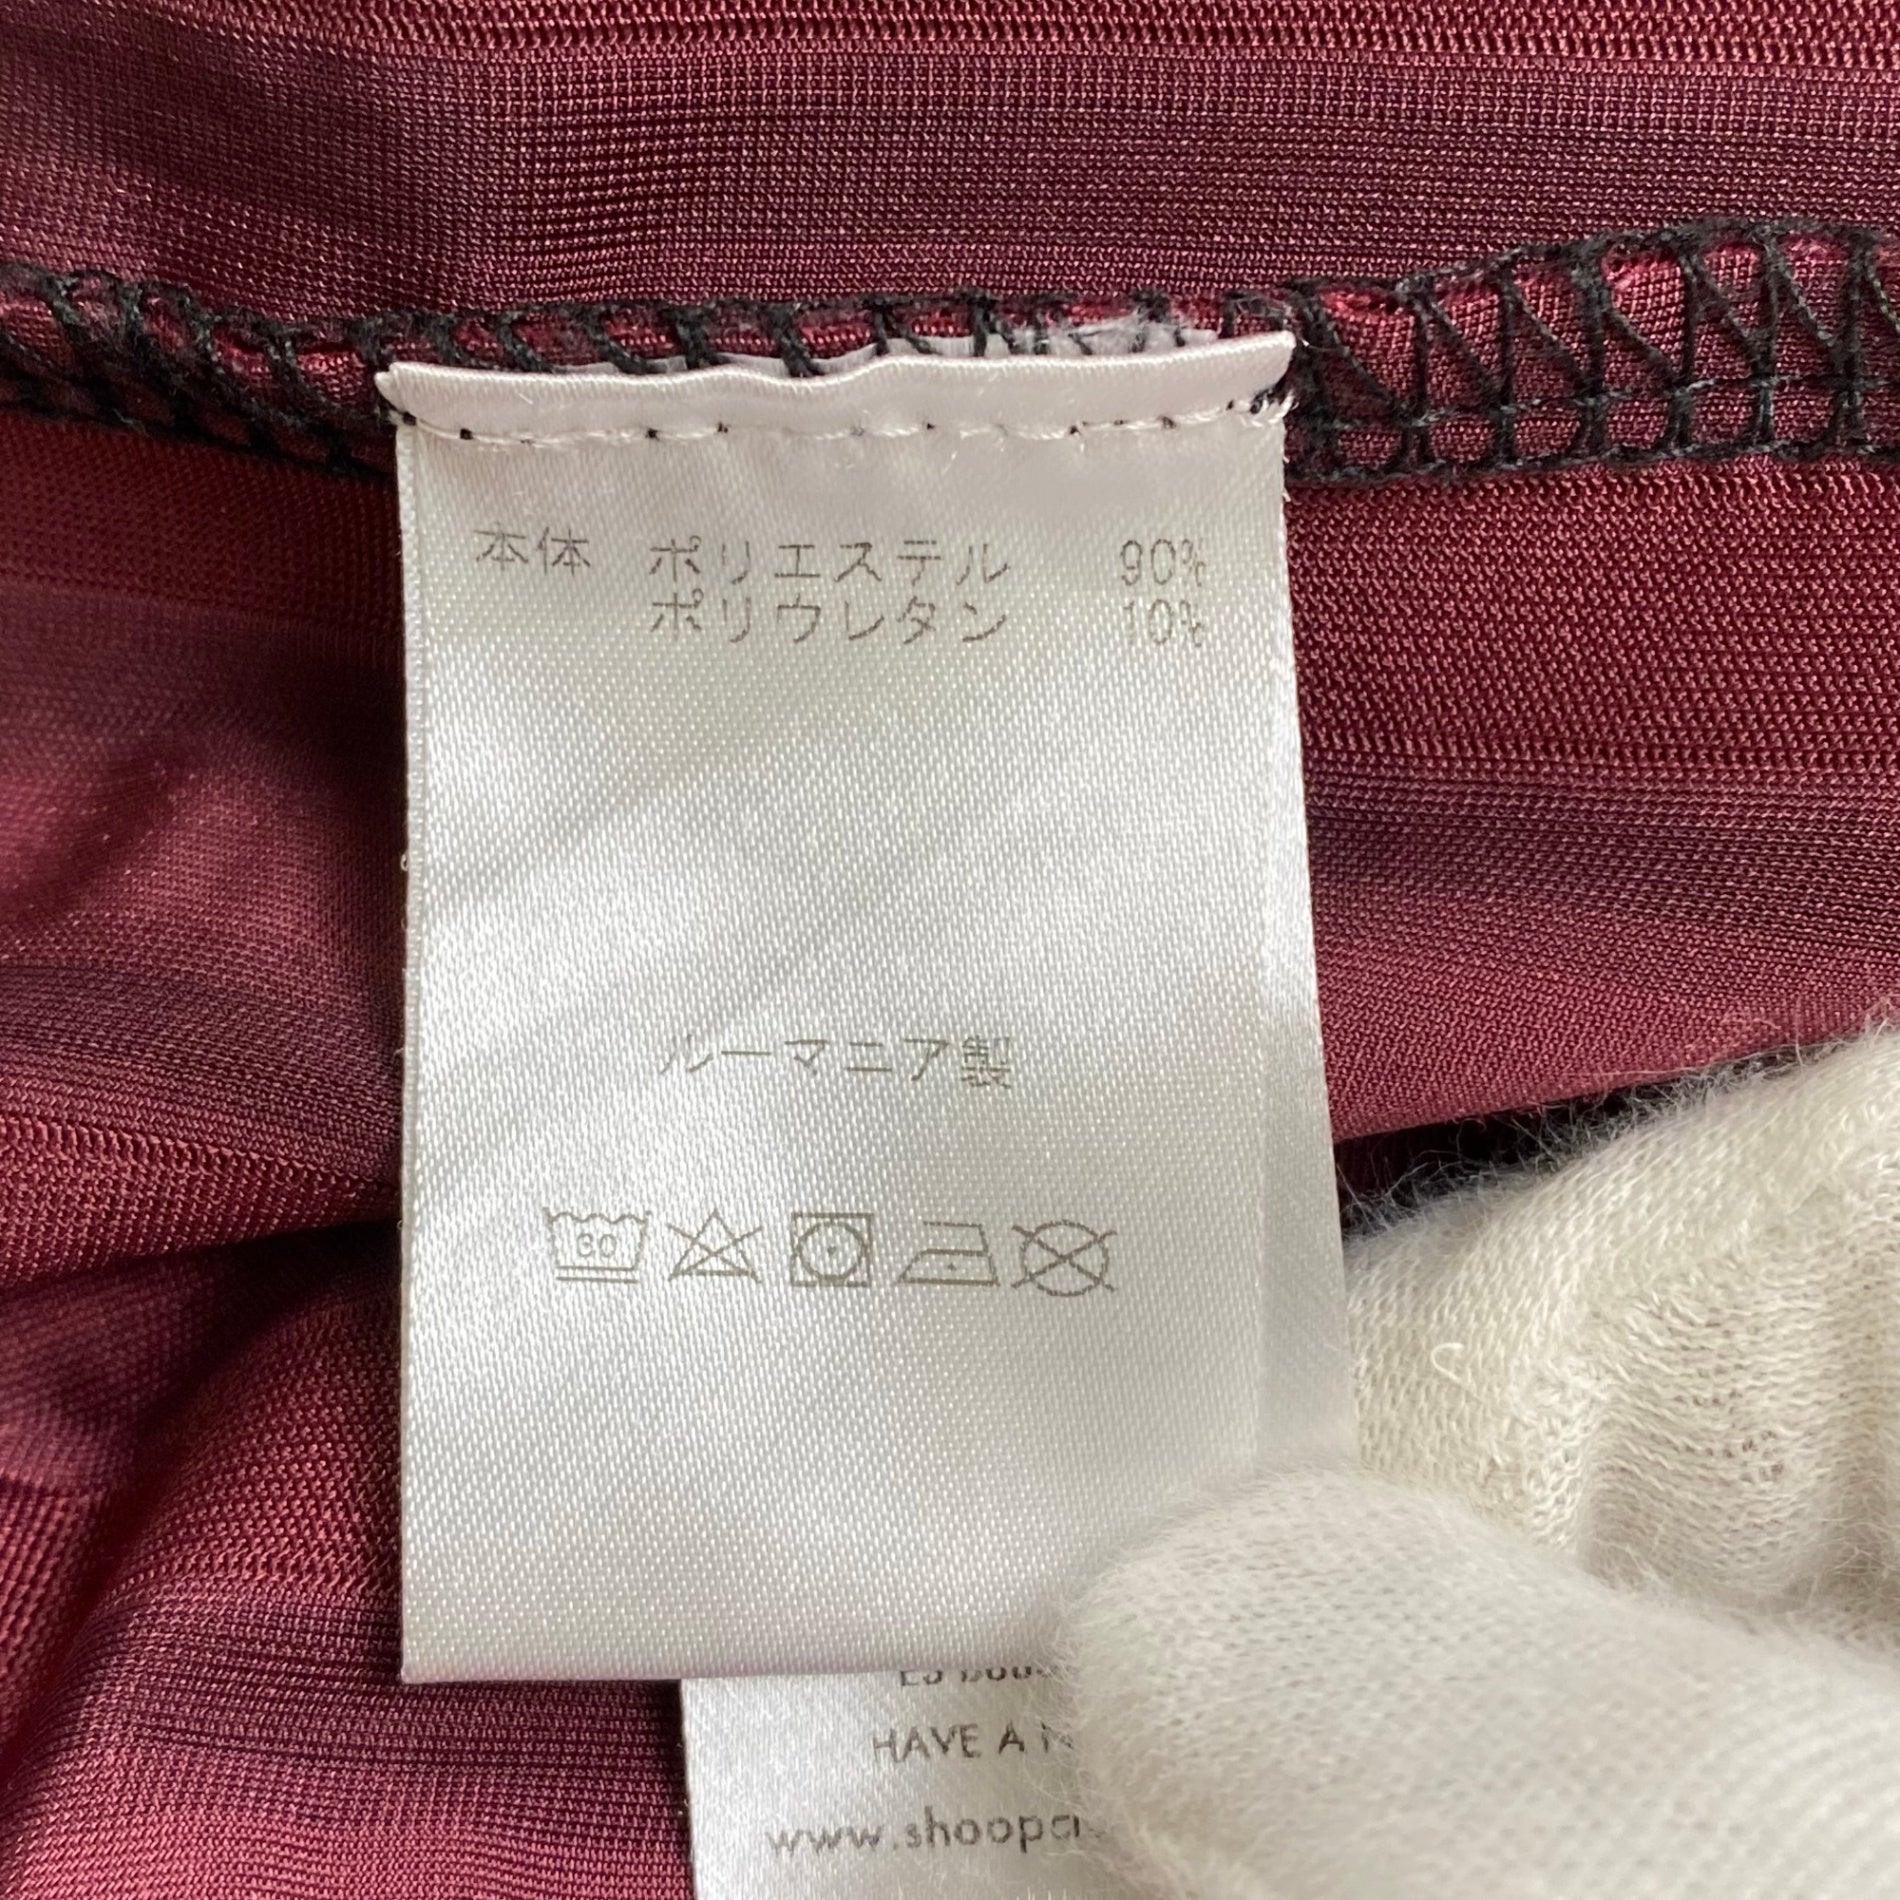 本体 ポリエステル 90%
ポリウレタン 10%
ルーマニア製
30
HAVE A
www.shoop